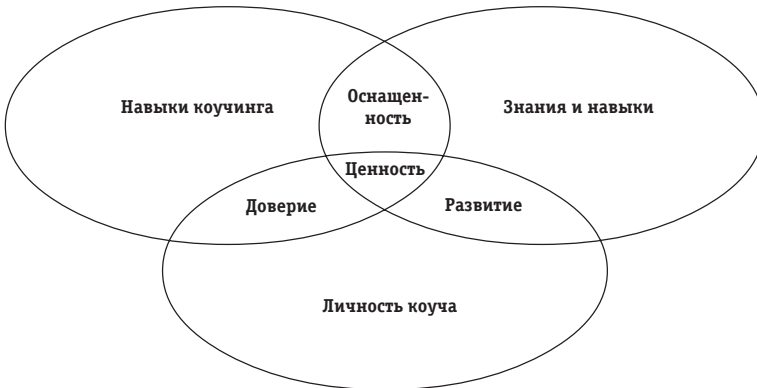 Навыки коучинга
Оснащен-
ность
Знания и навыки
Ценность
Доверие
Развитие
Личность коуча